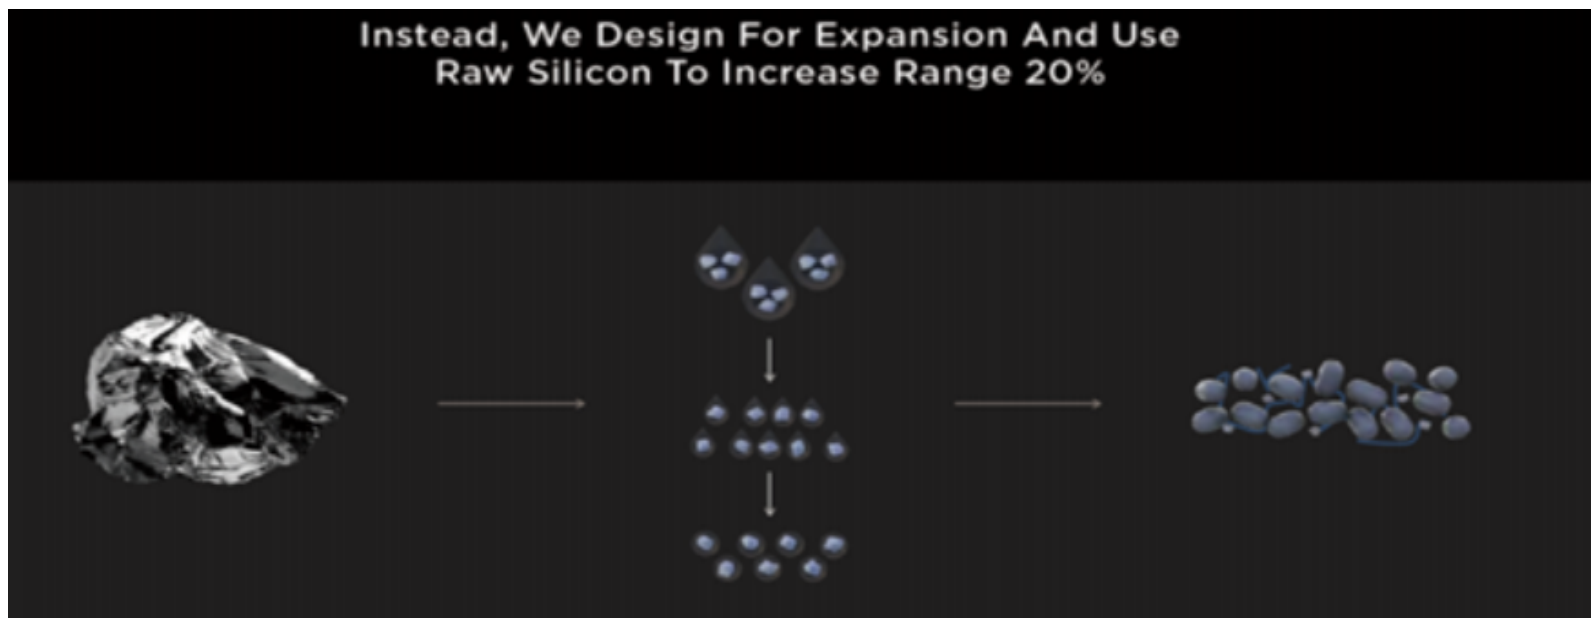 Instead, We Design For Expansion And Use
Raw Silicon To Increase Range 20%